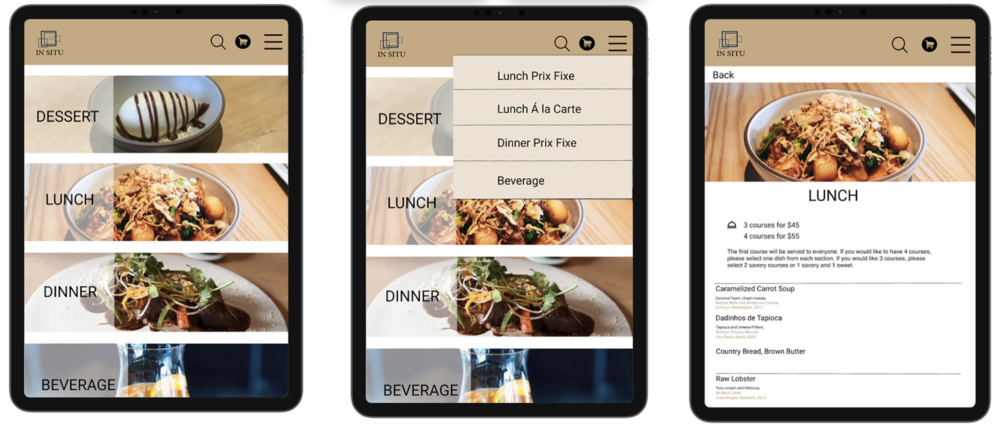 IN SITU
DESSERT
LUNCH
DINNER
BEVERAGE
IN SITU
Lunch Prix Fixe
Lunch Á la Carte
Dinner Prix Fixe
Beverage
DESSERT
LUNCH
DINNER
BEVERAGE
IN SITU
Back
LUNCH
3 courses for $45
4 courses for $55
The first course will be served to everyone. If you would like to have 4 courses,
please select one dish from each section. If you would like 3 courses, please
select 2 savory courses or 1 savory and 1 sweet.
Caramelized Carrot Soup
Coconut foam, chaat masala
Dadinhos de Tapioca
Tapioca and cheese fritters,
Country Bread, Brown Butter
Raw Lobster